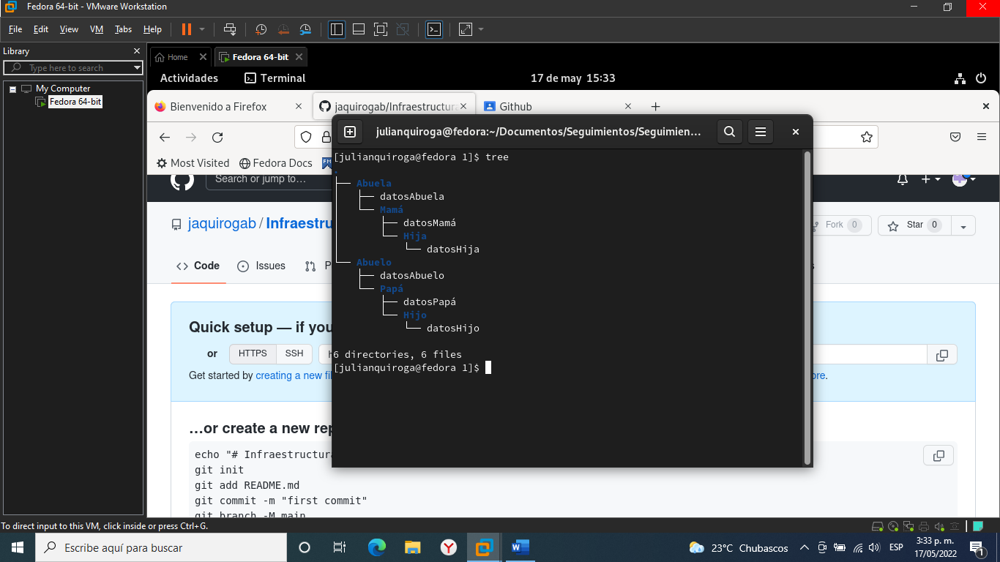 Fedora 64-bit - VMware Workstation
File Edit View VM Tabs Help
Library
Type here to search
My Computer
Fedora 64-bit
Home
Fedora 64-bit
Actividades
Terminal
17 de may 15:33
Bienvenido a Firefox
jaquirogab/Infraestructura
Github
julianquiroga@fedora:~/Documentos/Seguimientos/Seguimien...
Most Visited
Fedora Docs
Search or jump to...
jaquirogab / Infraestru
Fork 0
Star 0
Code
Issues
[julianquiroga@fedora 1]$ tree
.
├── Abuela
│   ├── datosAbuela
│   └── Mamá
│       ├── datosMamá
│       └── Hija
│           └── datosHija
└── Abuelo
    ├── datosAbuelo
    └── Papá
        ├── datosPapá
        └── Hijo
            └── datosHijo
6 directories, 6 files
[julianquiroga@fedora 1]$
Quick setup — if you
or HTTPS SSH
Get started by creating a new fi
ore.
…or create a new rep
echo "# Infraestructura
git init
git add README.md
git commit -m "first commit"
git branch -M main
To direct input to this VM, click inside or press Ctrl+G.
Escribe aquí para buscar
23°C Chubascos
ESP
3:33 p. m.
17/05/2022
1